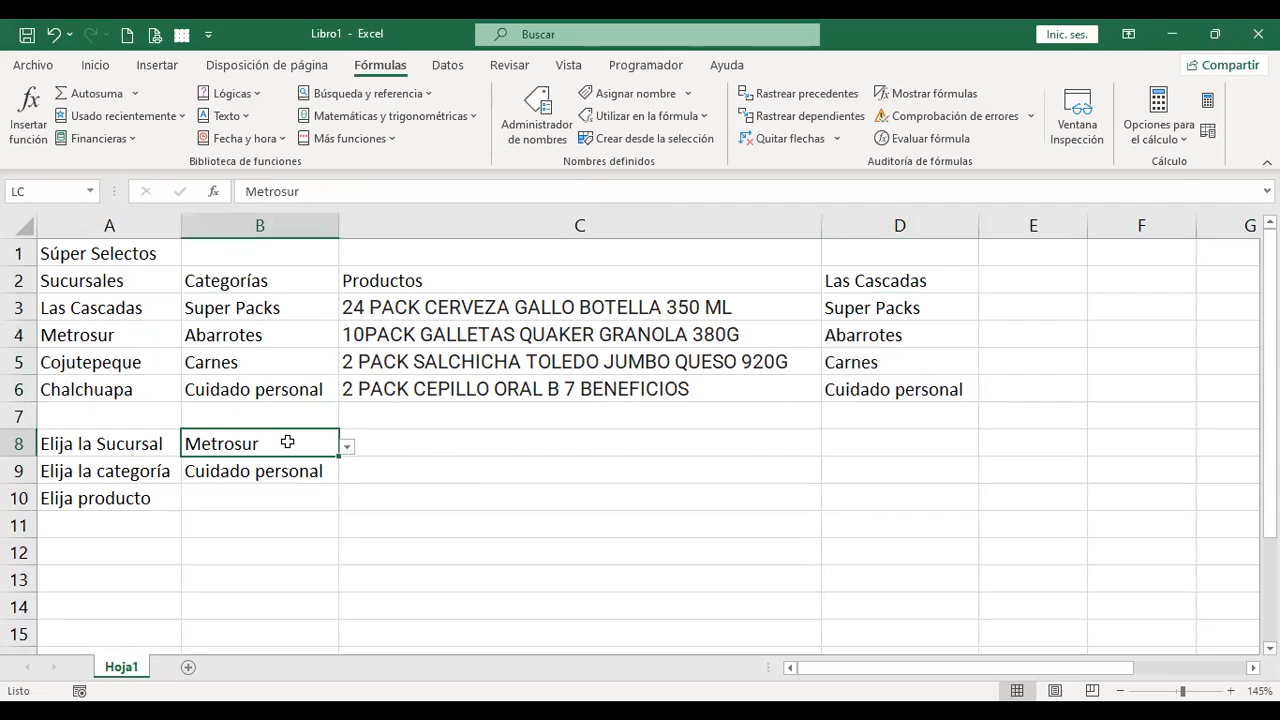 Libro1 - Excel
Buscar
Inic. ses.
Archivo Inicio Insertar Disposición de página Fórmulas Datos Revisar Vista Programador Ayuda
Compartir
fx
Insertar función
Autosuma
Usado recientemente
Financieras
Lógicas
Texto
Fecha y hora
Búsqueda y referencia
Matemáticas y trigonométricas
Más funciones
Biblioteca de funciones
Administrador de nombres
Asignar nombre
Utilizar en la fórmula
Crear desde la selección
Nombres definidos
Rastrear precedentes
Rastrear dependientes
Quitar flechas
Mostrar fórmulas
Comprobación de errores
Evaluar fórmula
Auditoría de fórmulas
Ventana Inspección
Opciones para el cálculo
Cálculo
LC fx Metrosur
A B C D E F G
1 Súper Selectos
2 Sucursales Categorías Productos Las Cascadas
3 Las Cascadas Super Packs 24 PACK CERVEZA GALLO BOTELLA 350 ML Super Packs
4 Metrosur Abarrotes 10PACK GALLETAS QUAKER GRANOLA 380G Abarrotes
5 Cojutepeque Carnes 2 PACK SALCHICHA TOLEDO JUMBO QUESO 920G Carnes
6 Chalchuapa Cuidado personal 2 PACK CEPILLO ORAL B 7 BENEFICIOS Cuidado personal
7
8 Elija la Sucursal Metrosur
9 Elija la categoría Cuidado personal
10 Elija producto
11
12
13
14
15
Hoja1
Listo
145%